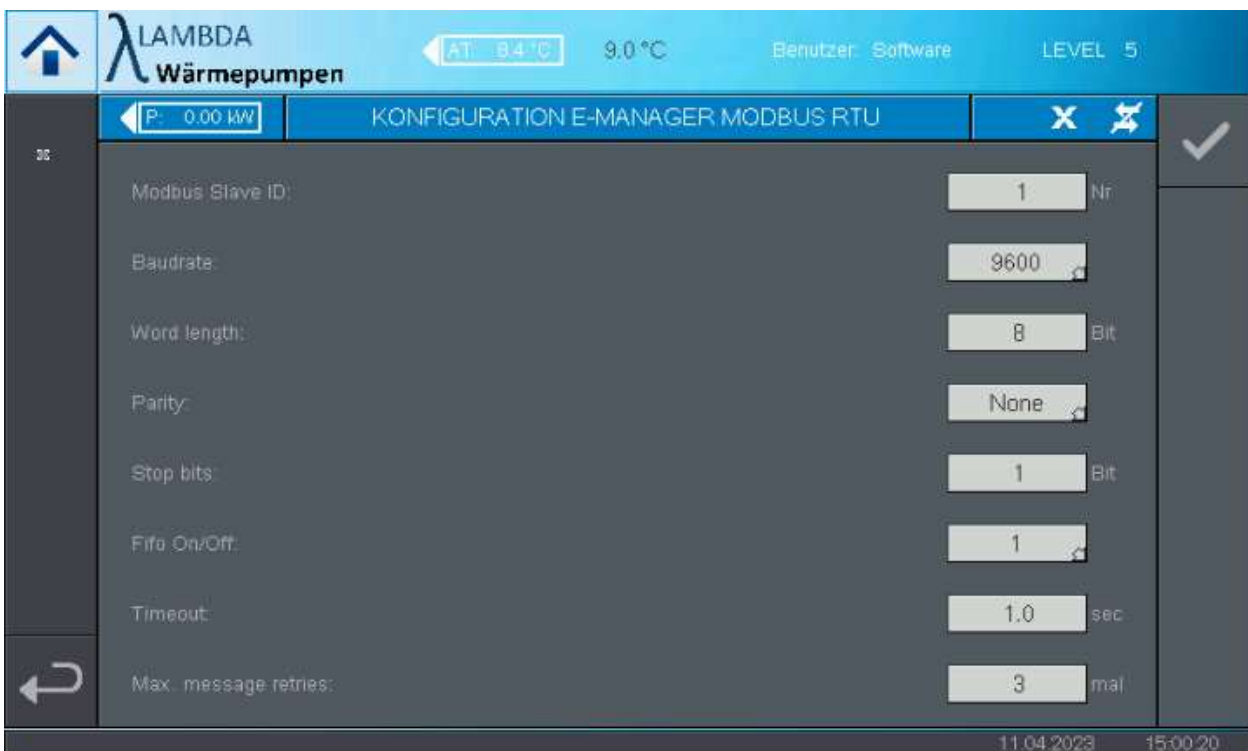 λ LAMBDA
Wärmepumpen
AT: 8.4 °C
9.0 °C
Benutzer: Software
LEVEL 5
P: 0.00 kW
KONFIGURATION E-MANAGER MODBUS RTU
Modbus Slave ID: 1 Nr
Baudrate: 9600
Word length: 8 Bit
Parity: None
Stop bits: 1 Bit
Fifo On/Off: 1
Timeout: 1.0 sec
Max. message retries: 3 mal
11.04.2023 15:00:20